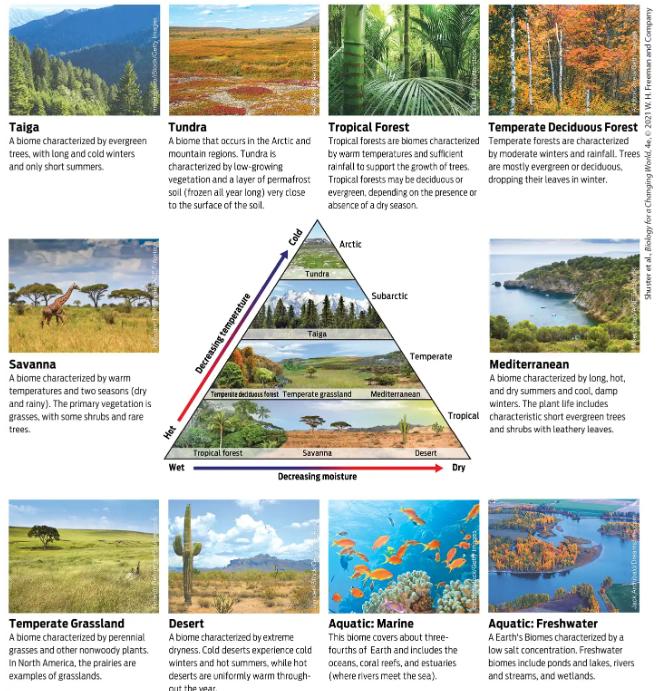 Taiga
A biome characterized by evergreen
trees, with long and cold winters
and only short summers.
Tundra
A biome that occurs in the Arctic and
mountain regions. Tundra is
characterized by low-growing
vegetation and a layer of permafrost
soil (frozen all year long) very close
to the surface of the soil.
Tropical Forest
Tropical forests are biomes characterized
by warm temperatures and sufficient
rainfall to support the growth of trees.
Tropical forests may be deciduous or
evergreen, depending on the presence or
absence of a dry season.
Temperate Deciduous Forest
Temperate forests are characterized
by moderate winters and rainfall. Trees
are mostly evergreen or deciduous,
dropping their leaves in winter.
Shuster et al., Biology for a Changing World, 4e, © 2021 W. H. Freeman and Company
Savanna
A biome characterized by warm
temperatures and two seasons (dry
and rainy). The primary vegetation is
grasses, with some shrubs and rare
trees.
Cold
Decreasing temperature
Hot
Arctic
Tundra
Subarctic
Taiga
Temperate
Temperate deciduous forest Temperate grassland Mediterranean
Tropical
Tropical forest Savanna Desert
Wet Dry
Decreasing moisture
Mediterranean
A biome characterized by long, hot,
and dry summers and cool, damp
winters. The plant life includes
characteristic short evergreen trees
and shrubs with leathery leaves.
Temperate Grassland
A biome characterized by perennial
grasses and other nonwoody plants.
In North America, the prairies are
examples of grasslands.
Desert
A biome characterized by extreme
dryness. Cold deserts experience cold
winters and hot summers, while hot
deserts are uniformly warm through-
out the year.
Aquatic: Marine
This biome covers about three-
fourths of Earth and includes the
oceans, coral reefs, and estuaries
(where rivers meet the sea).
Aquatic: Freshwater
A Earth's Biomes characterized by a
low salt concentration. Freshwater
biomes include ponds and lakes, rivers
and streams, and wetlands.